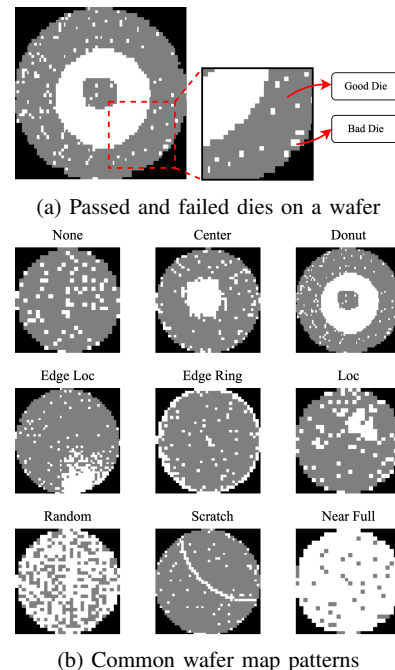 Good Die
Bad Die
(a) Passed and failed dies on a wafer
None Center Donut
Edge Loc Edge Ring Loc
Random Scratch Near Full
(b) Common wafer map patterns